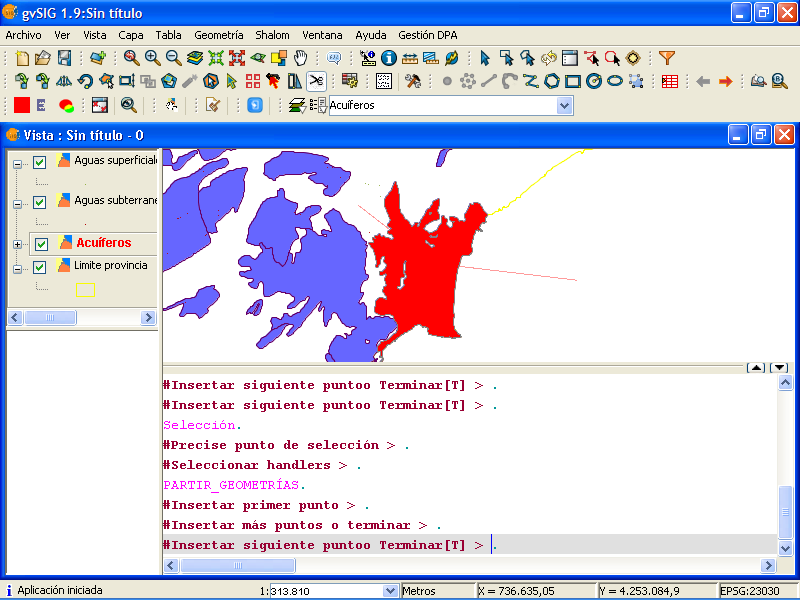 gvSIG 1.9:Sin título
Archivo Ver Vista Capa Tabla Geometría Shalom Ventana Ayuda Gestión DPA
Acuíferos
Vista : Sin título - 0
Aguas superficiale
Aguas subterrane
Acuíferos
Limite provincia
#Insertar siguiente puntoo Terminar[T] > .
#Insertar siguiente puntoo Terminar[T] > .
Selección.
#Precise punto de selección > .
#Seleccionar handlers > .
PARTIR_GEOMETRÍAS.
#Insertar primer punto > .
#Insertar más puntos o terminar > .
#Insertar siguiente puntoo Terminar[T] > .
Aplicación iniciada 1:313.810 Metros X = 736.635,05 Y = 4.253.084,9 EPSG:23030